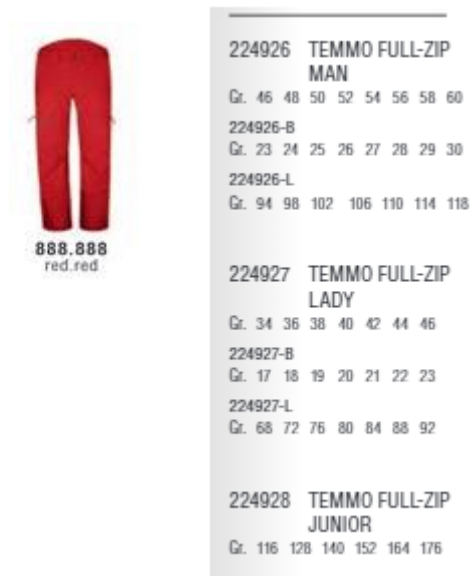 888.888
red.red
224926 TEMMO FULL-ZIP
MAN
Gr. 46 48 50 52 54 56 58 60
224926-B
Gr. 23 24 25 26 27 28 29 30
224926-L
Gr. 94 98 102 106 110 114 118
224927 TEMMO FULL-ZIP
LADY
Gr. 34 36 38 40 42 44 46
224927-B
Gr. 17 18 19 20 21 22 23
224927-L
Gr. 68 72 76 80 84 88 92
224928 TEMMO FULL-ZIP
JUNIOR
Gr. 116 128 140 152 164 176